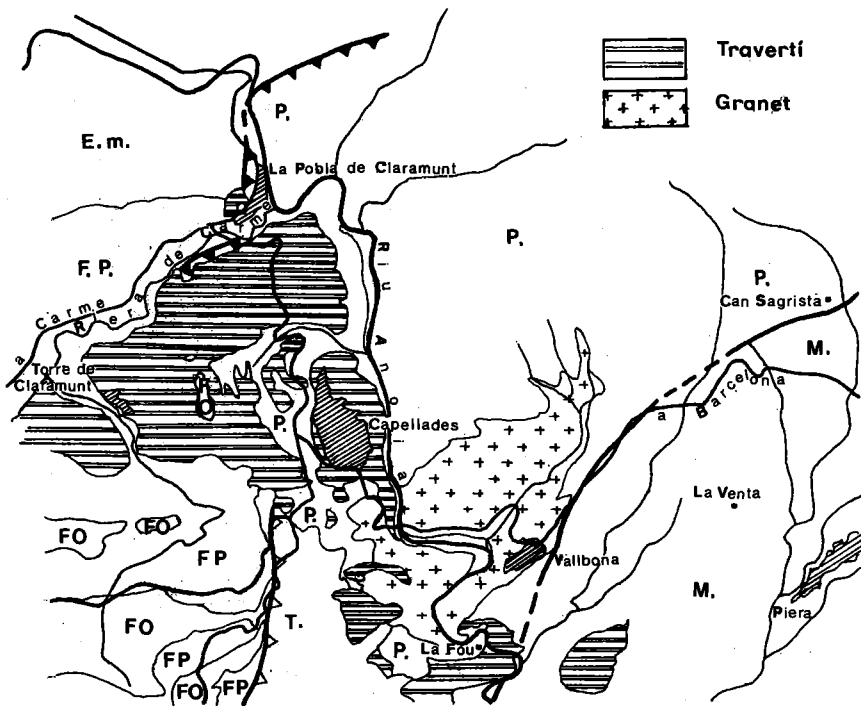 Travertí
Granet
P.
E.m.
La Pobla de Claramunt
P.
F.P.
Riera de Carme
a Carme
Riu Anoia
P.
Can Sagristà
M.
a Barcelona
Torre de
Claramunt
P.
Capellades
La Venta
P.
FO
FO
FP
Vallbona
M.
FO
T.
Piera
FP
P.
La Fou
FO
FP